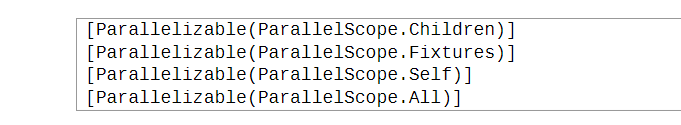 [Parallelizable(ParallelScope.Children)]
[Parallelizable(ParallelScope.Fixtures)]
[Parallelizable(ParallelScope.Self)]
[Parallelizable(ParallelScope.All)]